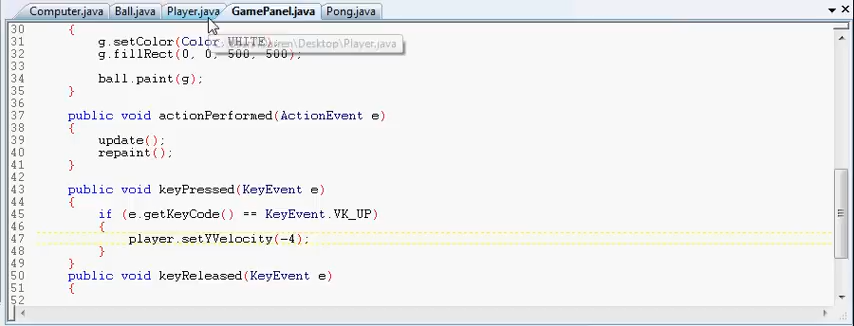 Computer.java Ball.java Player.java GamePanel.java Pong.java
30 {
31 g.setColor(Color.WHITE);
\Desktop\Player.java
32 g.fillRect(0, 0, 500, 500);
33
34 ball.paint(g);
35 }
36
37 public void actionPerformed(ActionEvent e)
38 {
39 update();
40 repaint();
41 }
42
43 public void keyPressed(KeyEvent e)
44 {
45 if (e.getKeyCode() == KeyEvent.VK_UP)
46 {
47 player.setYVelocity(-4);
48 }
49 }
50 public void keyReleased(KeyEvent e)
51 {
52